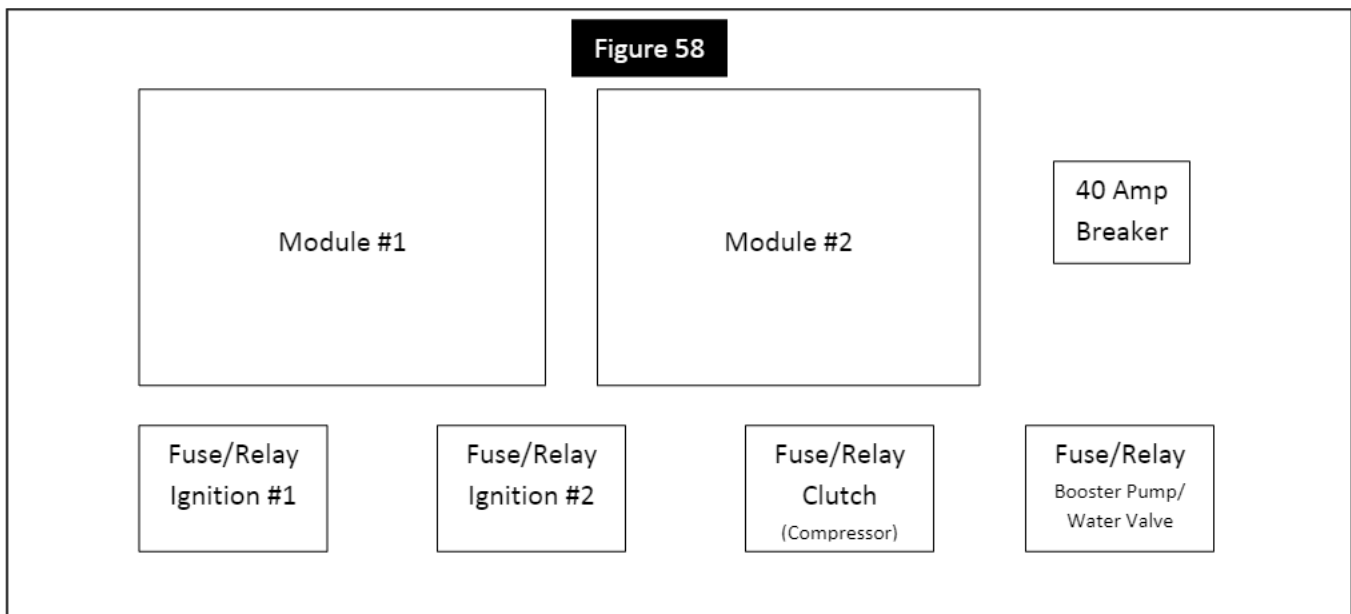 Figure 58
Module #1
Module #2
40 Amp
Breaker
Fuse/Relay
Ignition #1
Fuse/Relay
Ignition #2
Fuse/Relay
Clutch
(Compressor)
Fuse/Relay
Booster Pump/
Water Valve